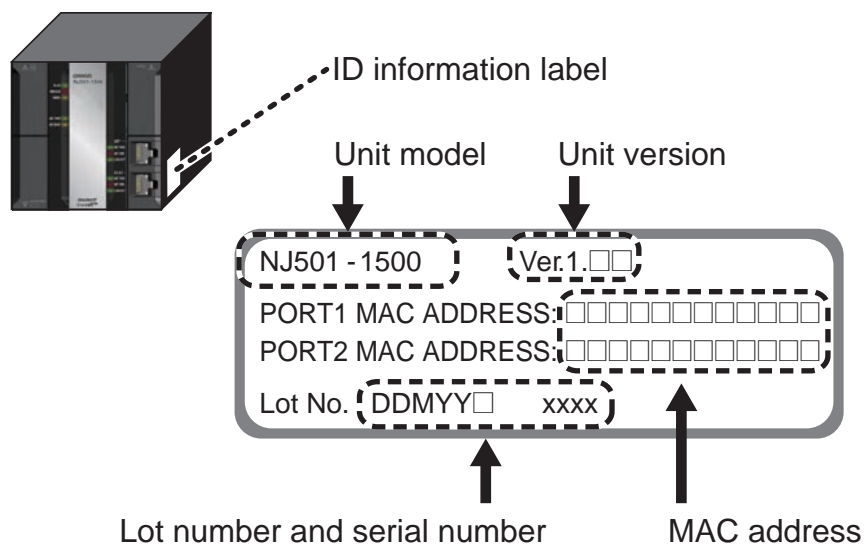 ID information label
Unit model Unit version
NJ501 - 1500 Ver.1.□□
PORT1 MAC ADDRESS:□□□□□□□□□□□□
PORT2 MAC ADDRESS:□□□□□□□□□□□□
Lot No. DDMYY□ xxxx
Lot number and serial number MAC address